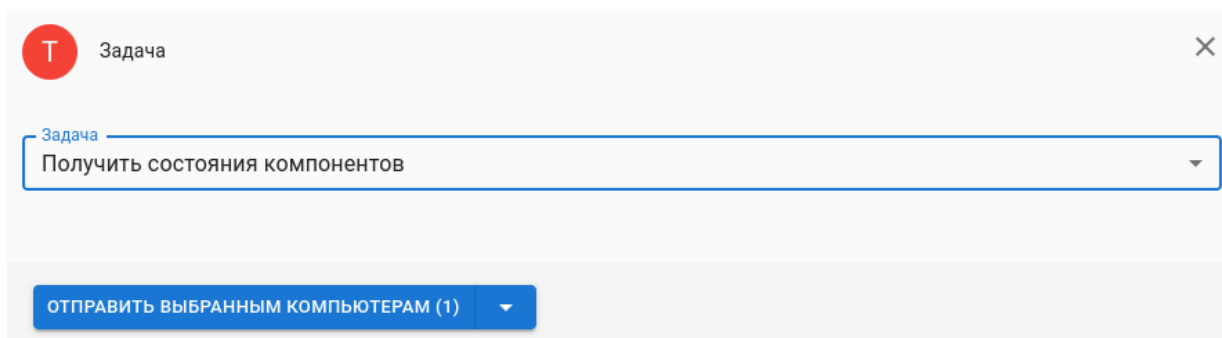 Т Задача
Задача
Получить состояния компонентов
ОТПРАВИТЬ ВЫБРАННЫМ КОМПЬЮТЕРАМ (1)